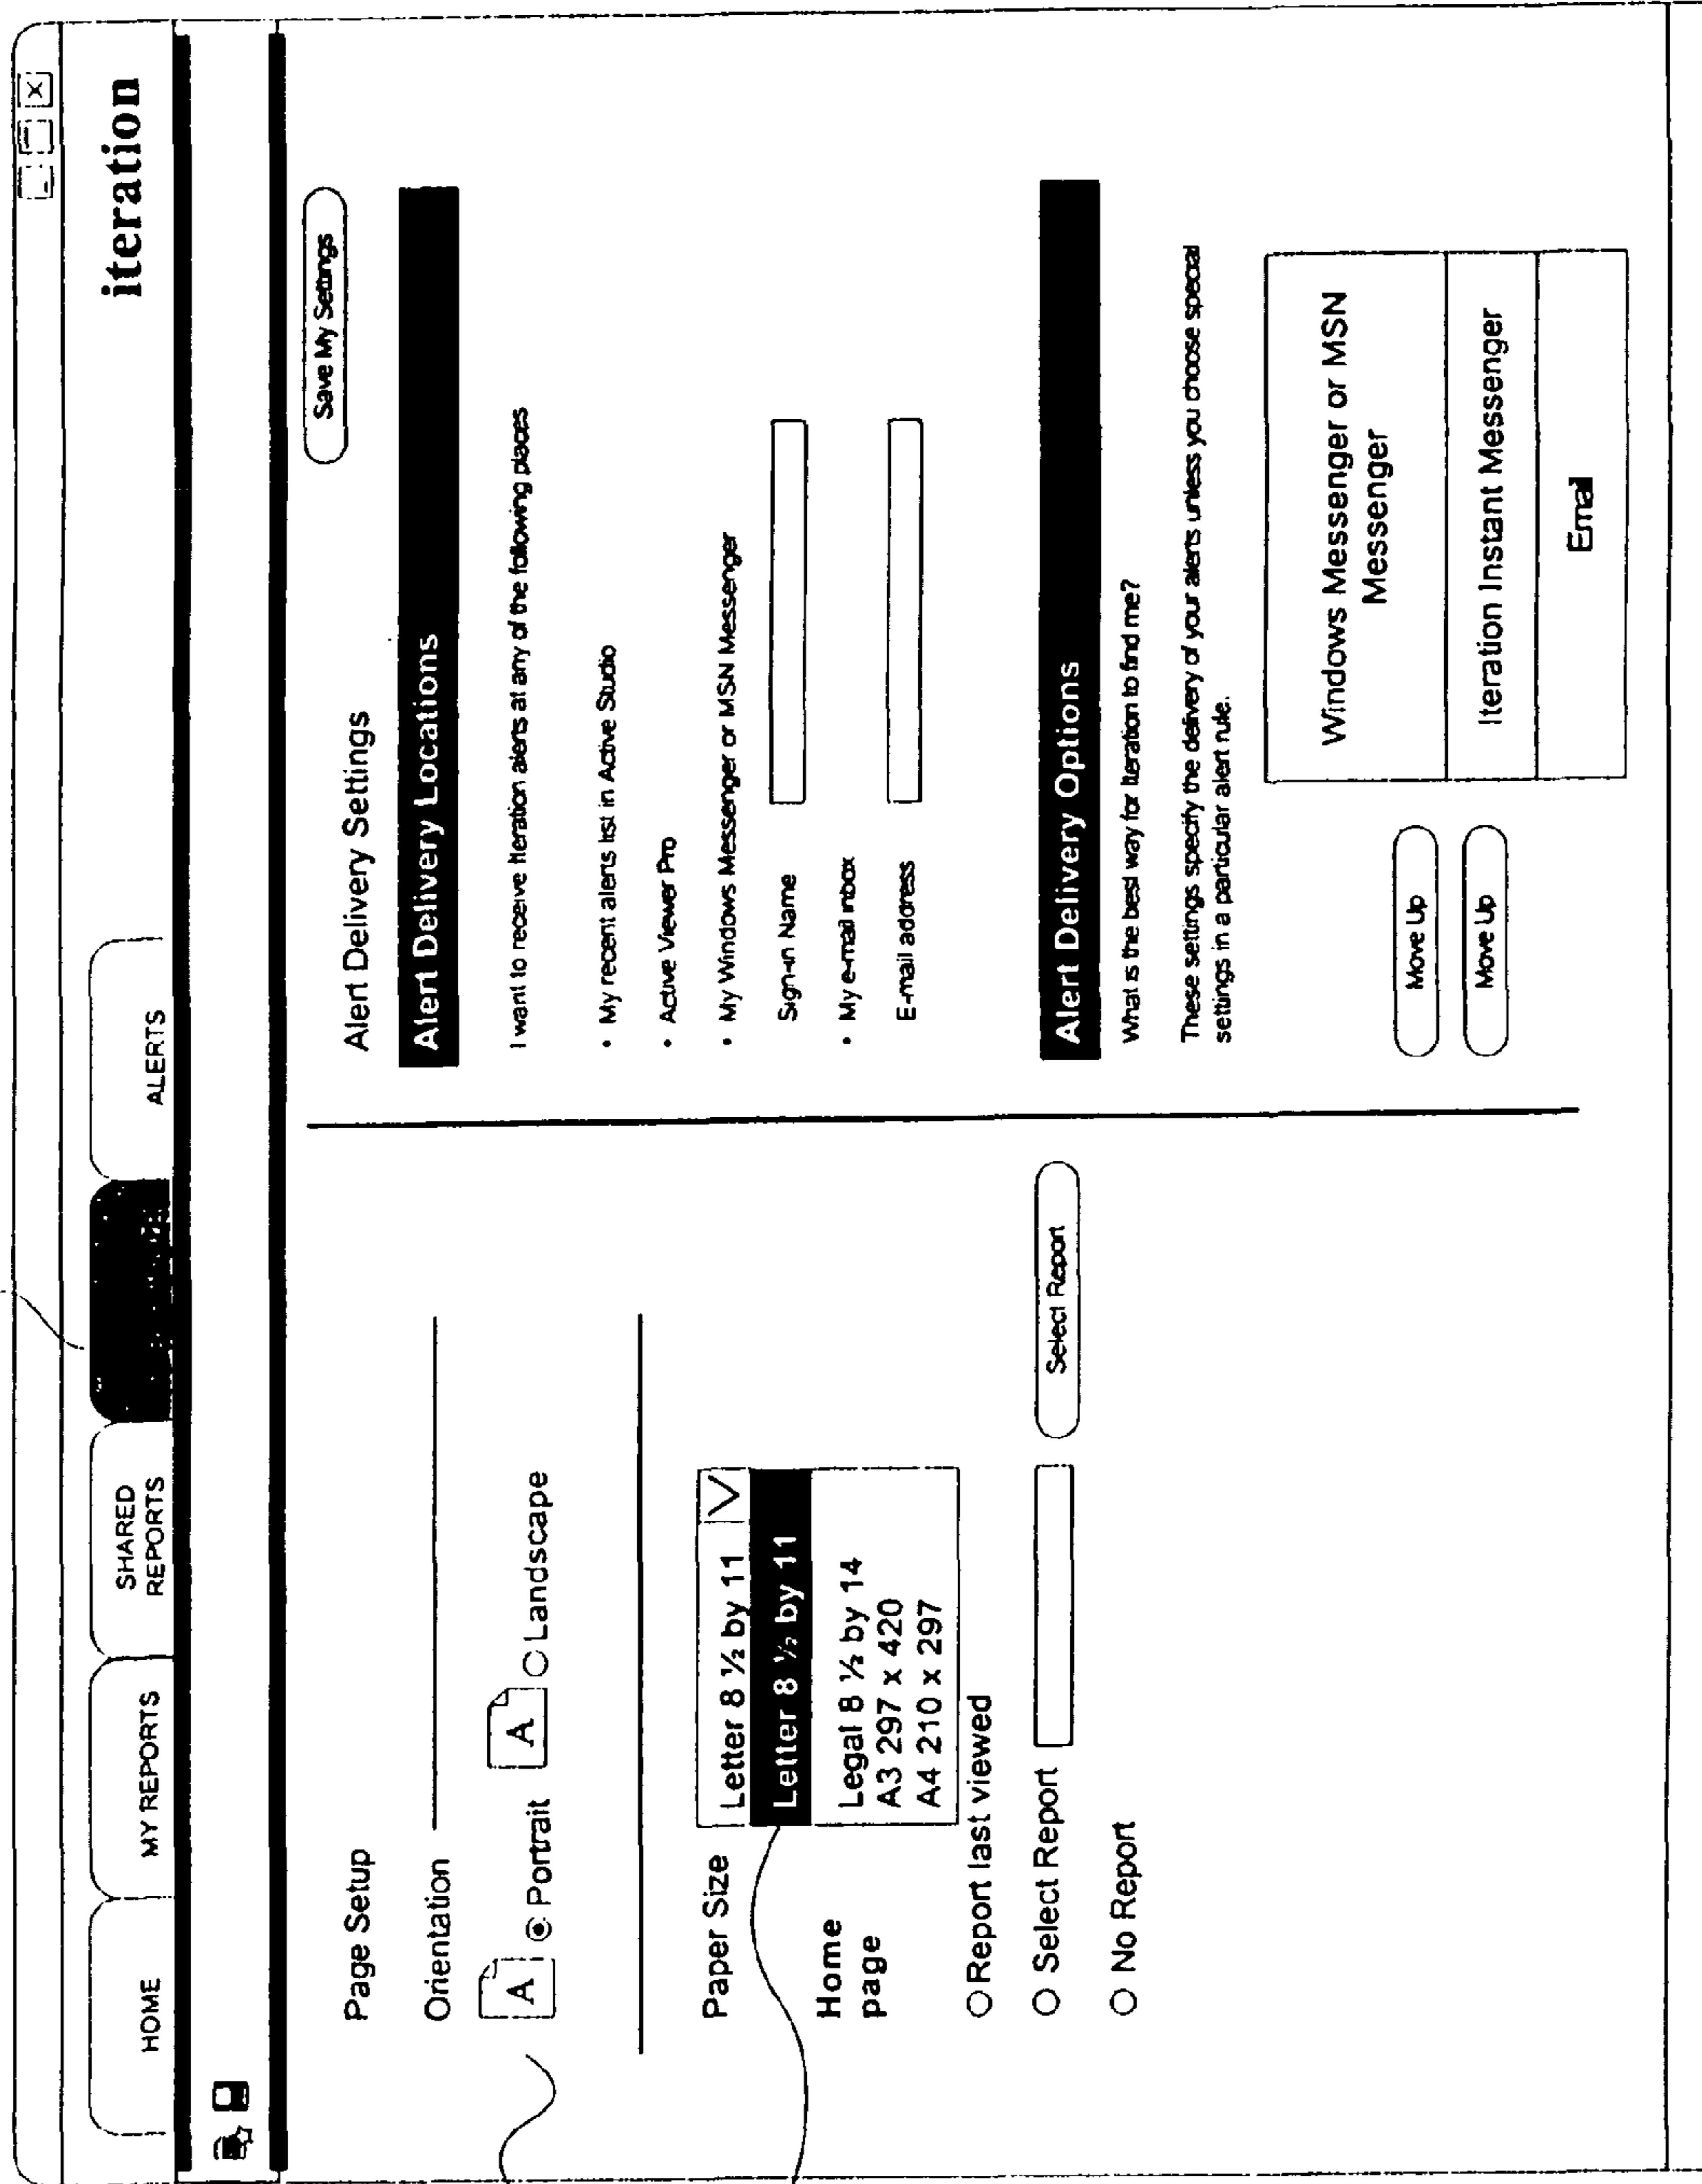 HOME
MY REPORTS
SHARED
REPORTS
ALERTS
iteration
Page Setup
Orientation
A
Portrait
A
Landscape
Paper Size
Letter 8 ½ by 11
Letter 8 ½ by 11
Legal 8 ½ by 14
A3 297 x 420
A4 210 x 297
Home
page
Report last viewed
Select Report
Select Report
No Report
Save My Settings
Alert Delivery Settings
Alert Delivery Locations
I want to receive Iteration alerts at any of the following places
• My recent alerts list in Active Studio
• Active Viewer Pro
• My Windows Messenger or MSN Messenger
Sign-in Name
• My e-mail inbox
E-mail address
Alert Delivery Options
What is the best way for Iteration to find me?
These settings specify the delivery of your alerts unless you choose special
settings in a particular alert rule.
Move Up
Move Up
Windows Messenger or MSN
Messenger
Iteration Instant Messenger
Email